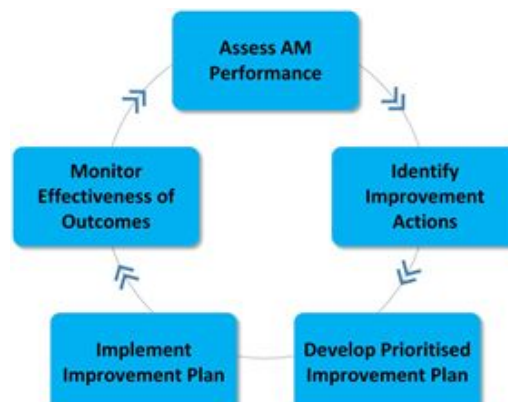 Assess AM
Performance
Identify
Improvement
Actions
Develop Prioritised
Improvement Plan
Implement
Improvement Plan
Monitor
Effectiveness of
Outcomes